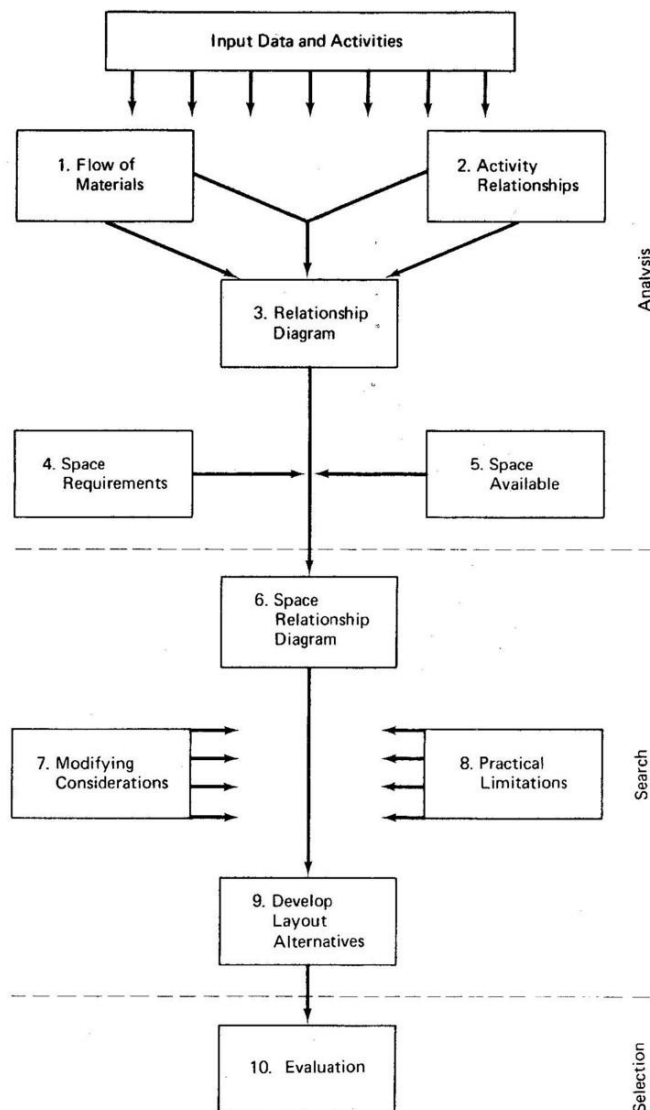 Input Data and Activities
1. Flow of
Materials
2. Activity
Relationships
3. Relationship
Diagram
Analysis
4. Space
Requirements
5. Space
Available
6. Space
Relationship
Diagram
7. Modifying
Considerations
8. Practical
Limitations
Search
9. Develop
Layout
Alternatives
10. Evaluation
Selection